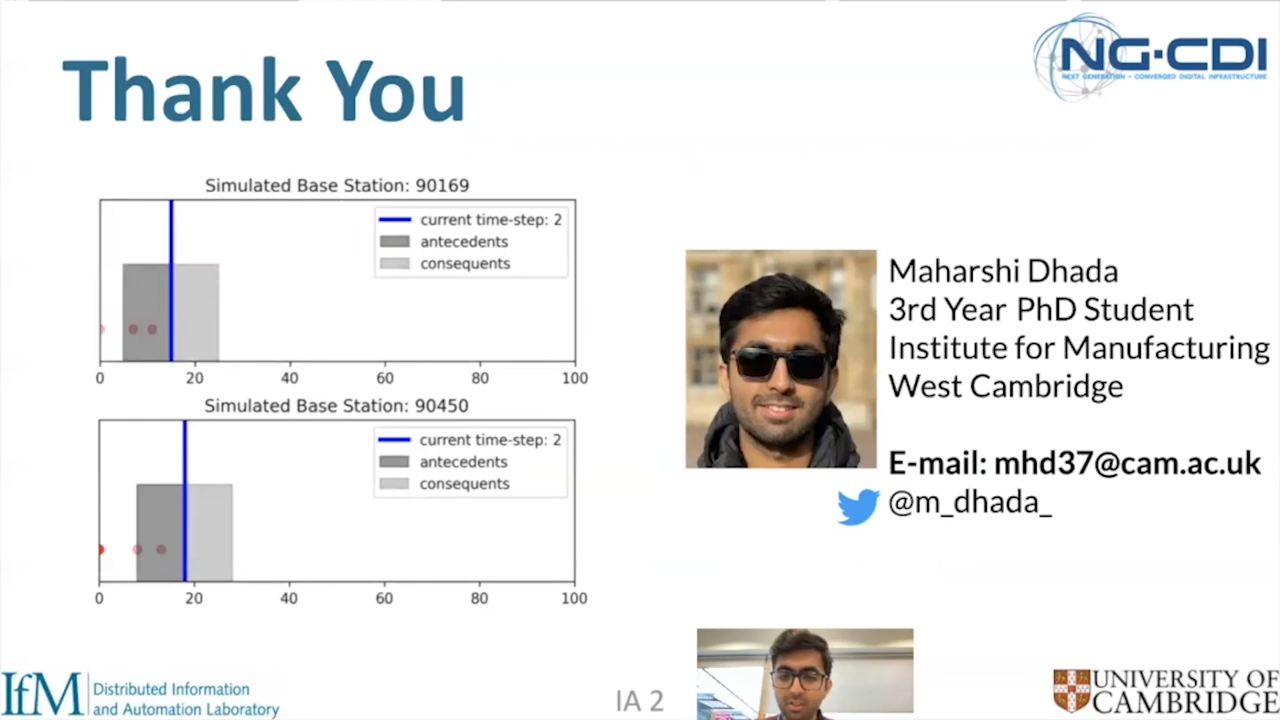 Thank You
NG-CDI
NEXT GENERATION • CONVERGED DIGITAL INFRASTRUCTURE
Simulated Base Station: 90169
current time-step: 2
antecedents
consequents
0 20 40 60 80 100
Simulated Base Station: 90450
current time-step: 2
antecedents
consequents
0 20 40 60 80 100
Maharshi Dhada
3rd Year PhD Student
Institute for Manufacturing
West Cambridge
E-mail: mhd37@cam.ac.uk
@m_dhada_
IfM Distributed Information
and Automation Laboratory
IA 2
UNIVERSITY OF
CAMBRIDGE